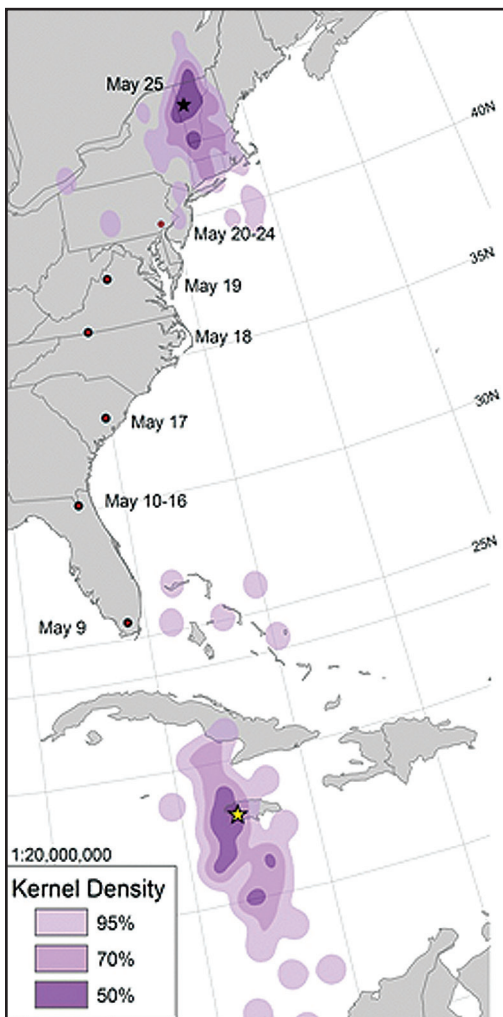 May 25
40N
May 20-24
35N
May 19
May 18
30N
May 17
May 10-16
25N
May 9
1:20,000,000
Kernel Density
95%
70%
50%